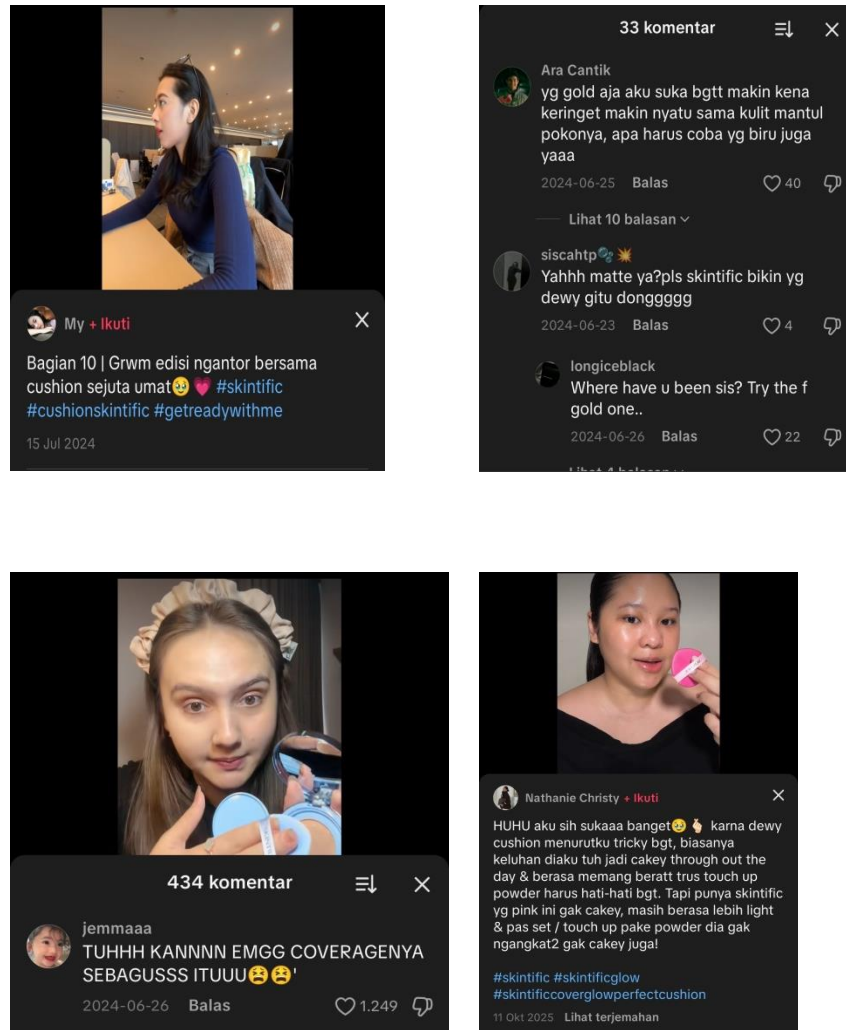 My + Ikuti
Bagian 10 | Grwm edisi ngantor bersama
cushion sejuta umat🥹💗 #skintific
#cushionskintific #getreadywithme
15 Jul 2024
33 komentar
Ara Cantik
yg gold aja aku suka bgtt makin kena
keringet makin nyatu sama kulit mantul
pokonya, apa harus coba yg biru juga
yaaa
2024-06-25 Balas 40
Lihat 10 balasan
siscahtp🫧💥
Yahhh matte ya?pls skintific bikin yg
dewy gitu donggggg
2024-06-23 Balas 4
longiceblack
Where have u been sis? Try the f
gold one..
2024-06-26 Balas 22
434 komentar
jemmaaa
TUHHH KANNNN EMGG COVERAGENYA
SEBAGUSSS ITUUU😫😫'
2024-06-26 Balas 1.249
Nathanie Christy + Ikuti
HUHU aku sih sukaaa banget🥹🫰🏻 karna dewy
cushion menurutku tricky bgt, biasanya
keluhan diaku tuh jadi cakey through out the
day & berasa memang beratt trus touch up
powder harus hati-hati bgt. Tapi punya skintific
yg pink ini gak cakey, masih berasa lebih light
& pas set / touch up pake powder dia gak
ngangkat2 gak cakey juga!
#skintific #skintificglow
#skintificcoverglowperfectcushion
11 Okt 2025 Lihat terjemahan